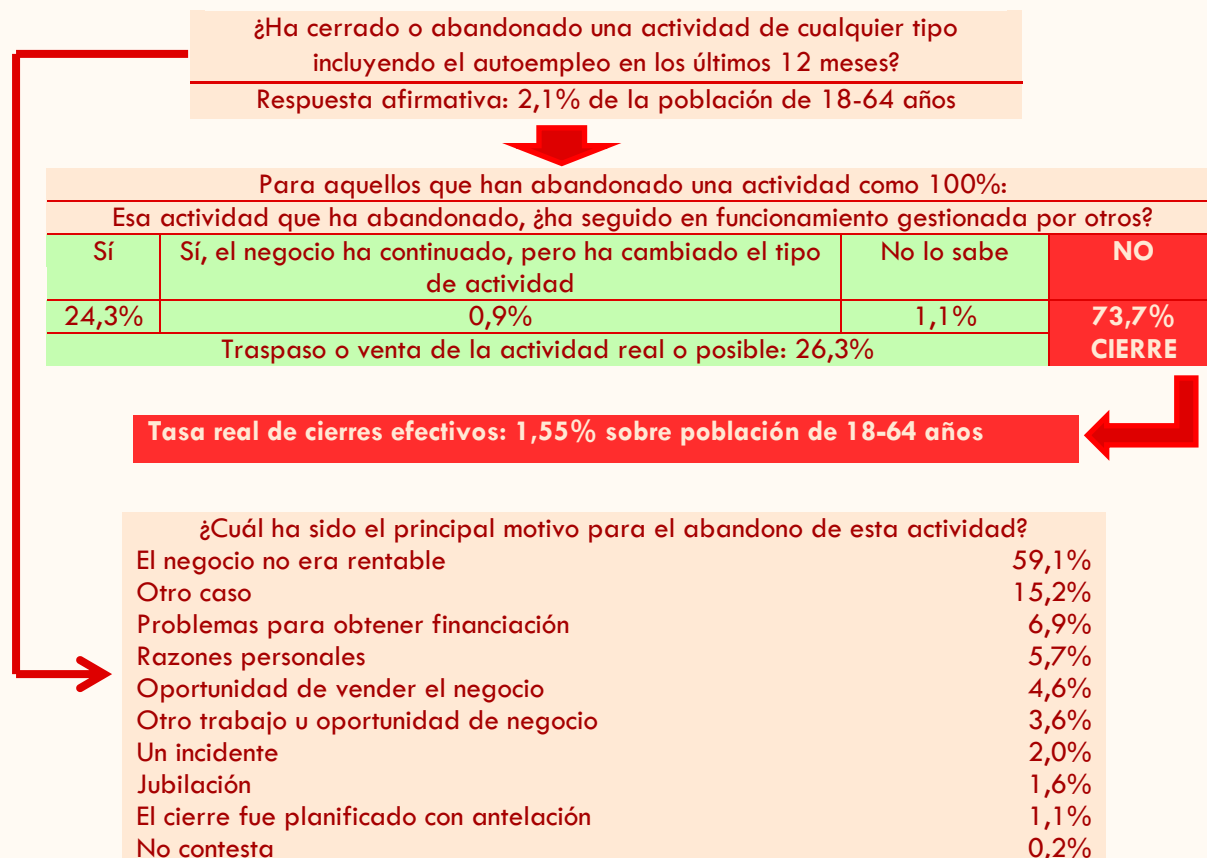 ¿Ha cerrado o abandonado una actividad de cualquier tipo
incluyendo el autoempleo en los últimos 12 meses?
Respuesta afirmativa: 2,1% de la población de 18-64 años
Para aquellos que han abandonado una actividad como 100%:
Esa actividad que ha abandonado, ¿ha seguido en funcionamiento gestionada por otros?
Sí
Sí, el negocio ha continuado, pero ha cambiado el tipo
de actividad
No lo sabe
NO
24,3%
0,9%
1,1%
73,7%
Traspaso o venta de la actividad real o posible: 26,3%
CIERRE
Tasa real de cierres efectivos: 1,55% sobre población de 18-64 años
¿Cuál ha sido el principal motivo para el abandono de esta actividad?
El negocio no era rentable 59,1%
Otro caso 15,2%
Problemas para obtener financiación 6,9%
Razones personales 5,7%
Oportunidad de vender el negocio 4,6%
Otro trabajo u oportunidad de negocio 3,6%
Un incidente 2,0%
Jubilación 1,6%
El cierre fue planificado con antelación 1,1%
No contesta 0,2%